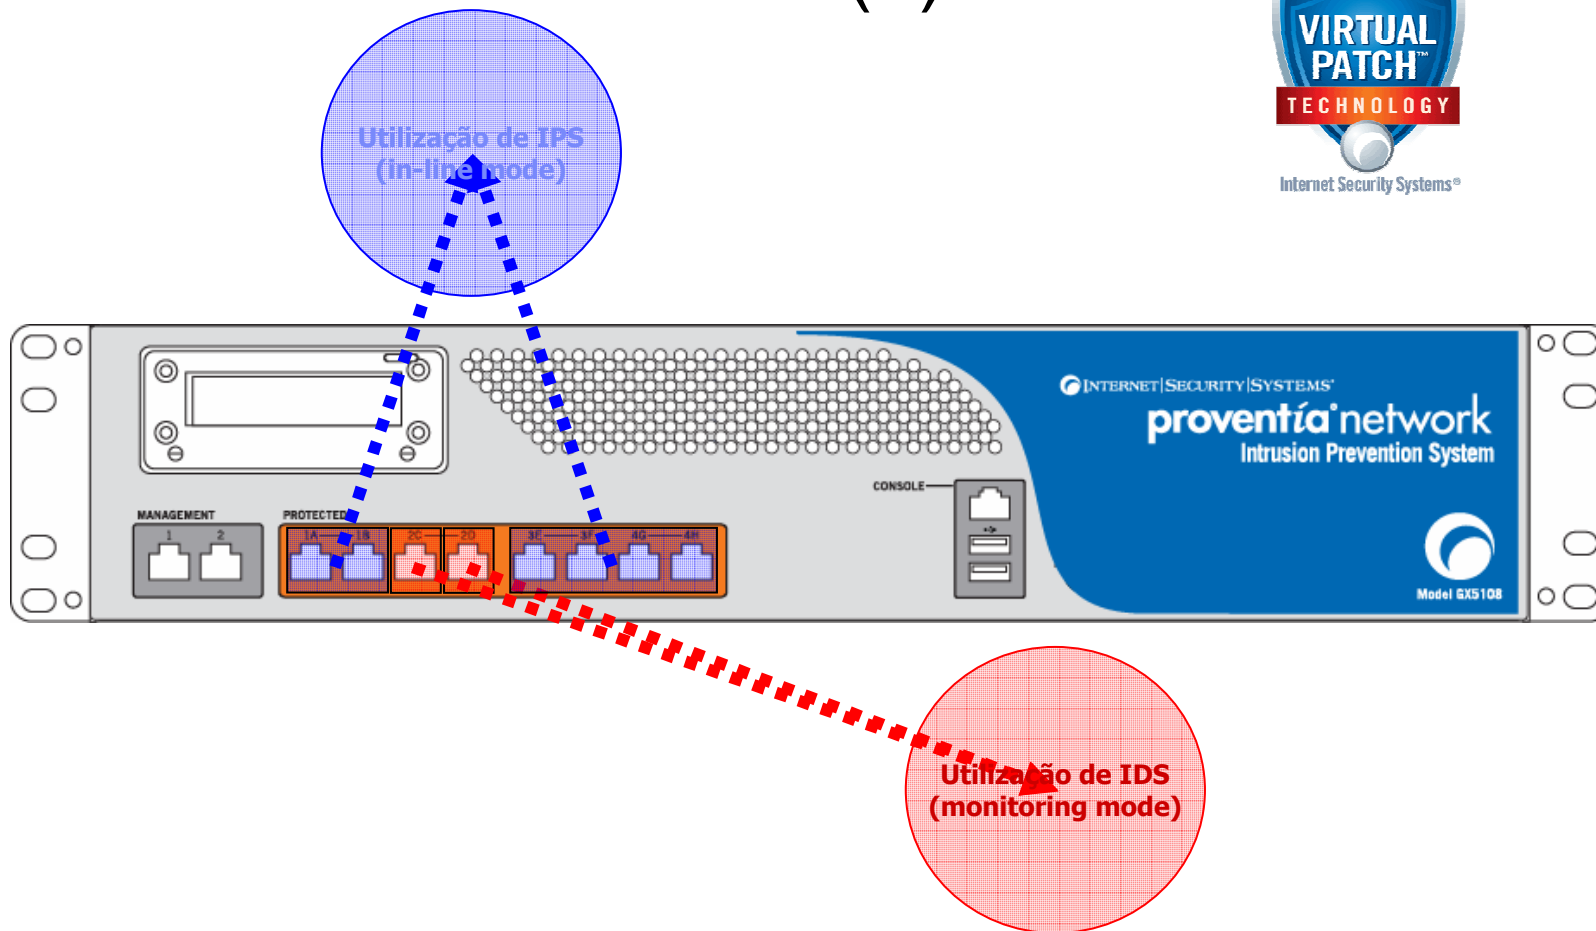 VIRTUAL
PATCH™
TECHNOLOGY
Internet Security Systems®
Utilização de IPS
(in-line mode)
INTERNET|SECURITY|SYSTEMS®
proventia® network
Intrusion Prevention System
CONSOLE
MANAGEMENT
1 2
PROTECTED
1A 1B 2C 2D 3E 3F 4G 4H
Model GX5108
Utilização de IDS
(monitoring mode)